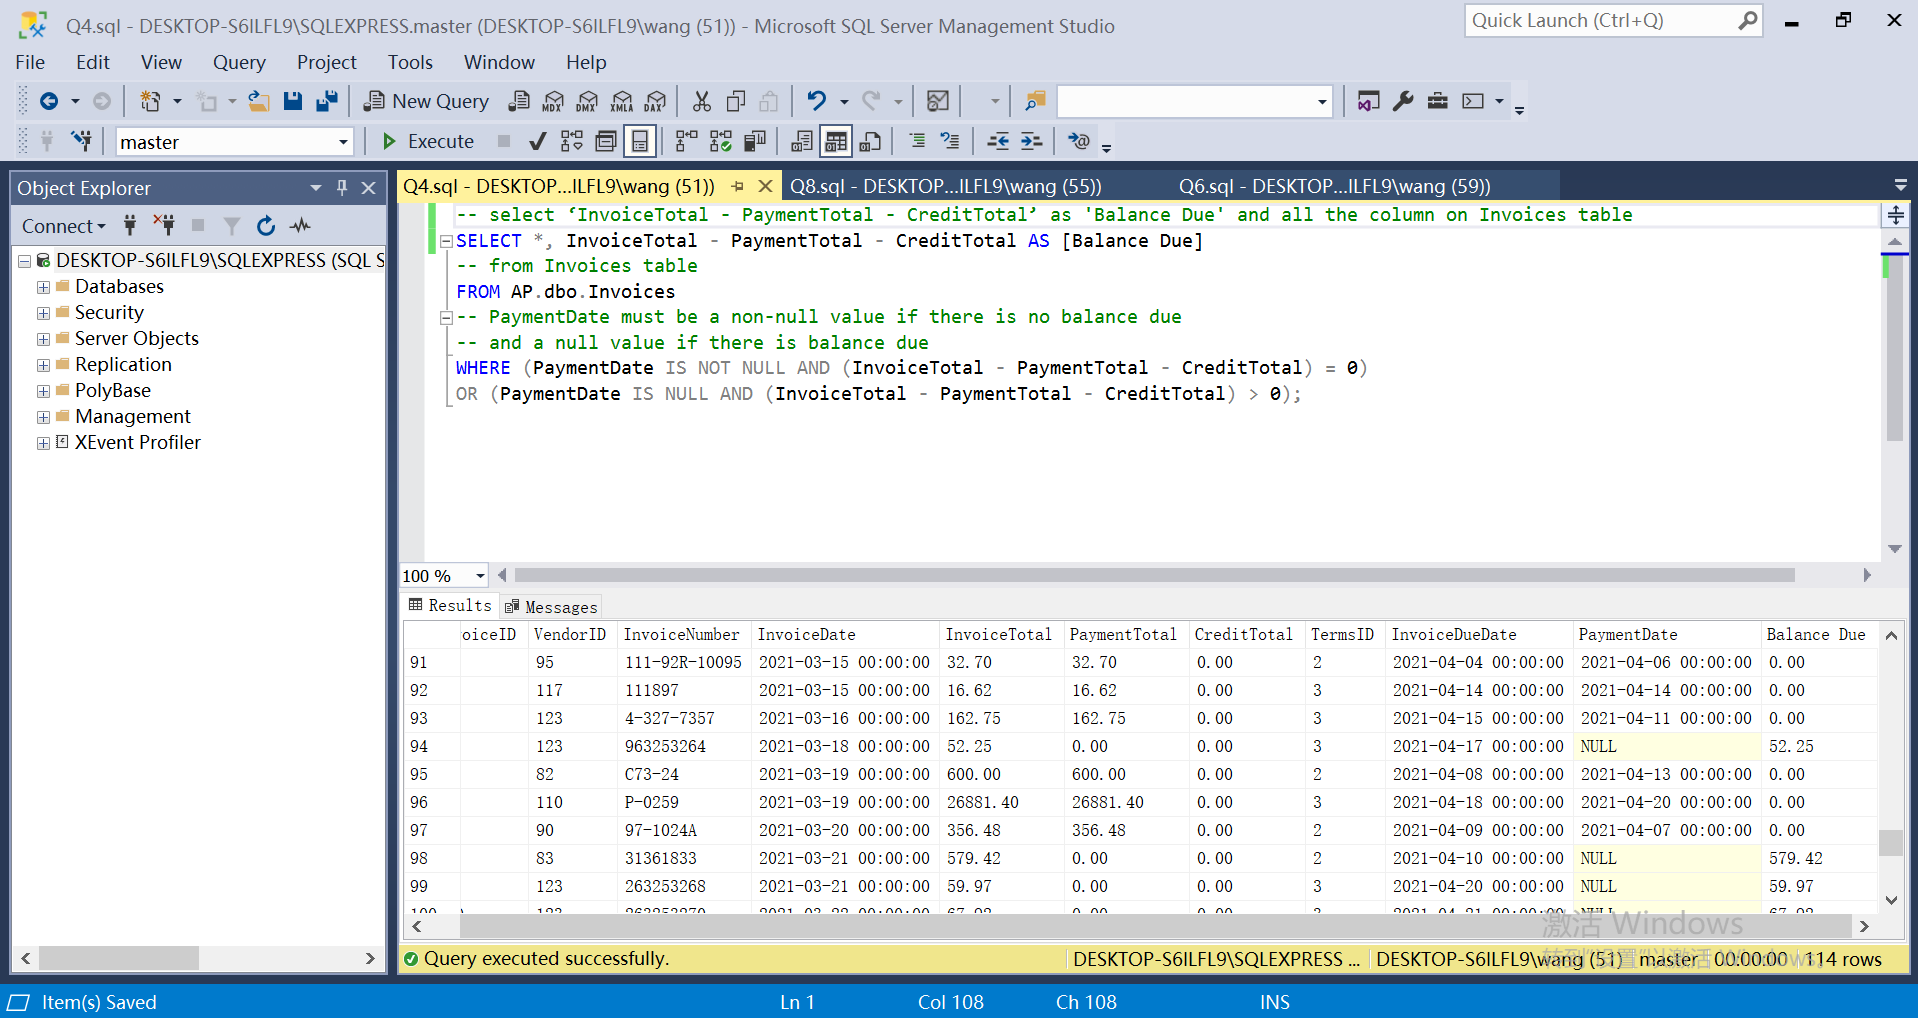 Q4.sql - DESKTOP-S6ILFL9\SQLEXPRESS.master (DESKTOP-S6ILFL9\wang (51)) - Microsoft SQL Server Management Studio
Quick Launch (Ctrl+Q)
File Edit View Query Project Tools Window Help
New Query MDX DMX XMLA DAX
master Execute
Object Explorer
Q4.sql - DESKTOP...ILFL9\wang (51)) Q8.sql - DESKTOP...ILFL9\wang (55)) Q6.sql - DESKTOP...ILFL9\wang (59))
Connect
DESKTOP-S6ILFL9\SQLEXPRESS (SQL S
Databases
Security
Server Objects
Replication
PolyBase
Management
XEvent Profiler
-- select ‘InvoiceTotal - PaymentTotal - CreditTotal’ as 'Balance Due' and all the column on Invoices table
SELECT *, InvoiceTotal - PaymentTotal - CreditTotal AS [Balance Due]
-- from Invoices table
FROM AP.dbo.Invoices
-- PaymentDate must be a non-null value if there is no balance due
-- and a null value if there is balance due
WHERE (PaymentDate IS NOT NULL AND (InvoiceTotal - PaymentTotal - CreditTotal) = 0)
OR (PaymentDate IS NULL AND (InvoiceTotal - PaymentTotal - CreditTotal) > 0);
100 %
Results Messages
oiceID VendorID InvoiceNumber InvoiceDate InvoiceTotal PaymentTotal CreditTotal TermsID InvoiceDueDate PaymentDate Balance Due
91 95 111-92R-10095 2021-03-15 00:00:00 32.70 32.70 0.00 2 2021-04-04 00:00:00 2021-04-06 00:00:00 0.00
92 117 111897 2021-03-15 00:00:00 16.62 16.62 0.00 3 2021-04-14 00:00:00 2021-04-14 00:00:00 0.00
93 123 4-327-7357 2021-03-16 00:00:00 162.75 162.75 0.00 3 2021-04-15 00:00:00 2021-04-11 00:00:00 0.00
94 123 963253264 2021-03-18 00:00:00 52.25 0.00 0.00 3 2021-04-17 00:00:00 NULL 52.25
95 82 C73-24 2021-03-19 00:00:00 600.00 600.00 0.00 2 2021-04-08 00:00:00 2021-04-13 00:00:00 0.00
96 110 P-0259 2021-03-19 00:00:00 26881.40 26881.40 0.00 3 2021-04-18 00:00:00 2021-04-20 00:00:00 0.00
97 90 97-1024A 2021-03-20 00:00:00 356.48 356.48 0.00 2 2021-04-09 00:00:00 2021-04-07 00:00:00 0.00
98 83 31361833 2021-03-21 00:00:00 579.42 0.00 0.00 2 2021-04-10 00:00:00 NULL 579.42
99 123 263253268 2021-03-21 00:00:00 59.97 0.00 0.00 3 2021-04-20 00:00:00 NULL 59.97
激活 Windows
转到"设置"以激活 Windows。
Query executed successfully. DESKTOP-S6ILFL9\SQLEXPRESS ... DESKTOP-S6ILFL9\wang (51) master 00:00:00 114 rows
Item(s) Saved Ln 1 Col 108 Ch 108 INS